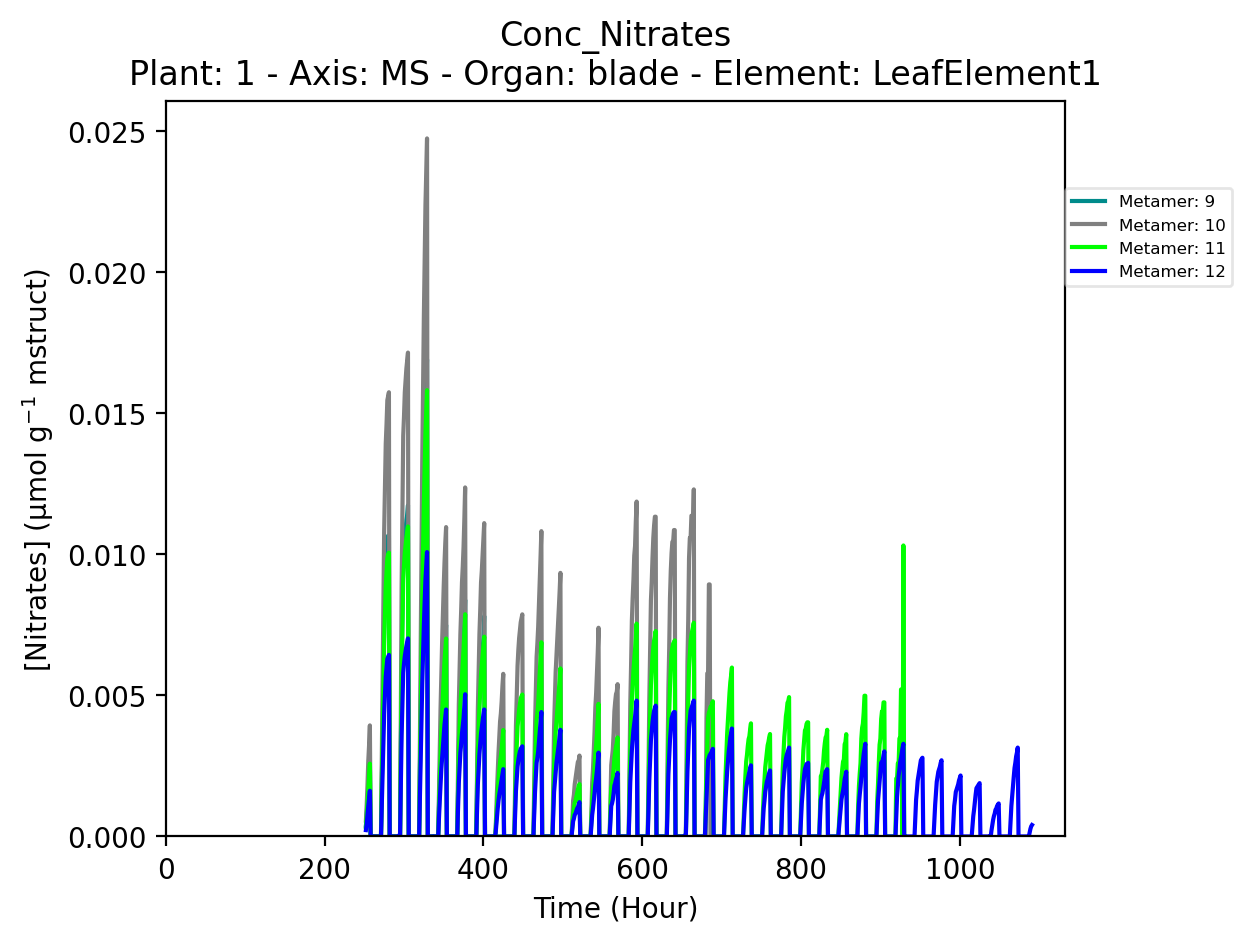 Conc_Nitrates
Plant: 1 - Axis: MS - Organ: blade - Element: LeafElement1
0.025
0.020
0.015
0.010
0.005
0.000
[Nitrates] (µmol g⁻¹ mstruct)
Metamer: 9
Metamer: 10
Metamer: 11
Metamer: 12
0 200 400 600 800 1000
Time (Hour)